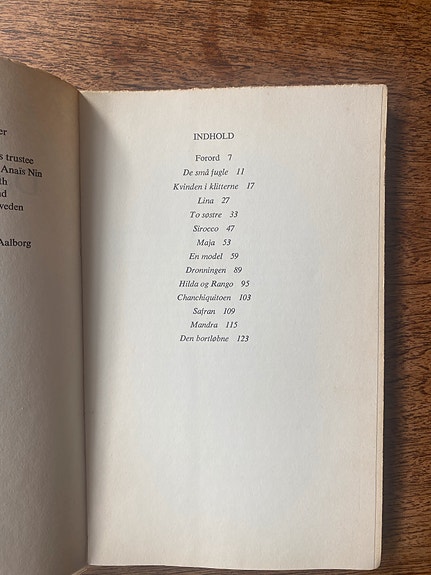 er
s trustee
Anaïs Nin
th
nd
weden
Aalborg
INDHOLD
Forord 7
De små fugle 11
Kvinden i klitterne 17
Lina 27
To søstre 33
Sirocco 47
Maja 53
En model 59
Dronningen 89
Hilda og Rango 95
Chanchiquitoen 103
Safran 109
Mandra 115
Den bortløbne 123